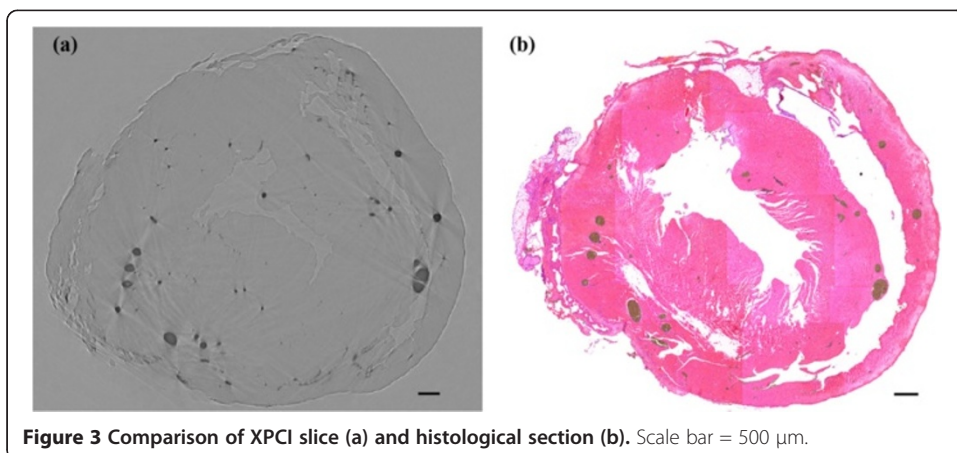 (a)
(b)
Figure 3 Comparison of XPCI slice (a) and histological section (b). Scale bar = 500 μm.